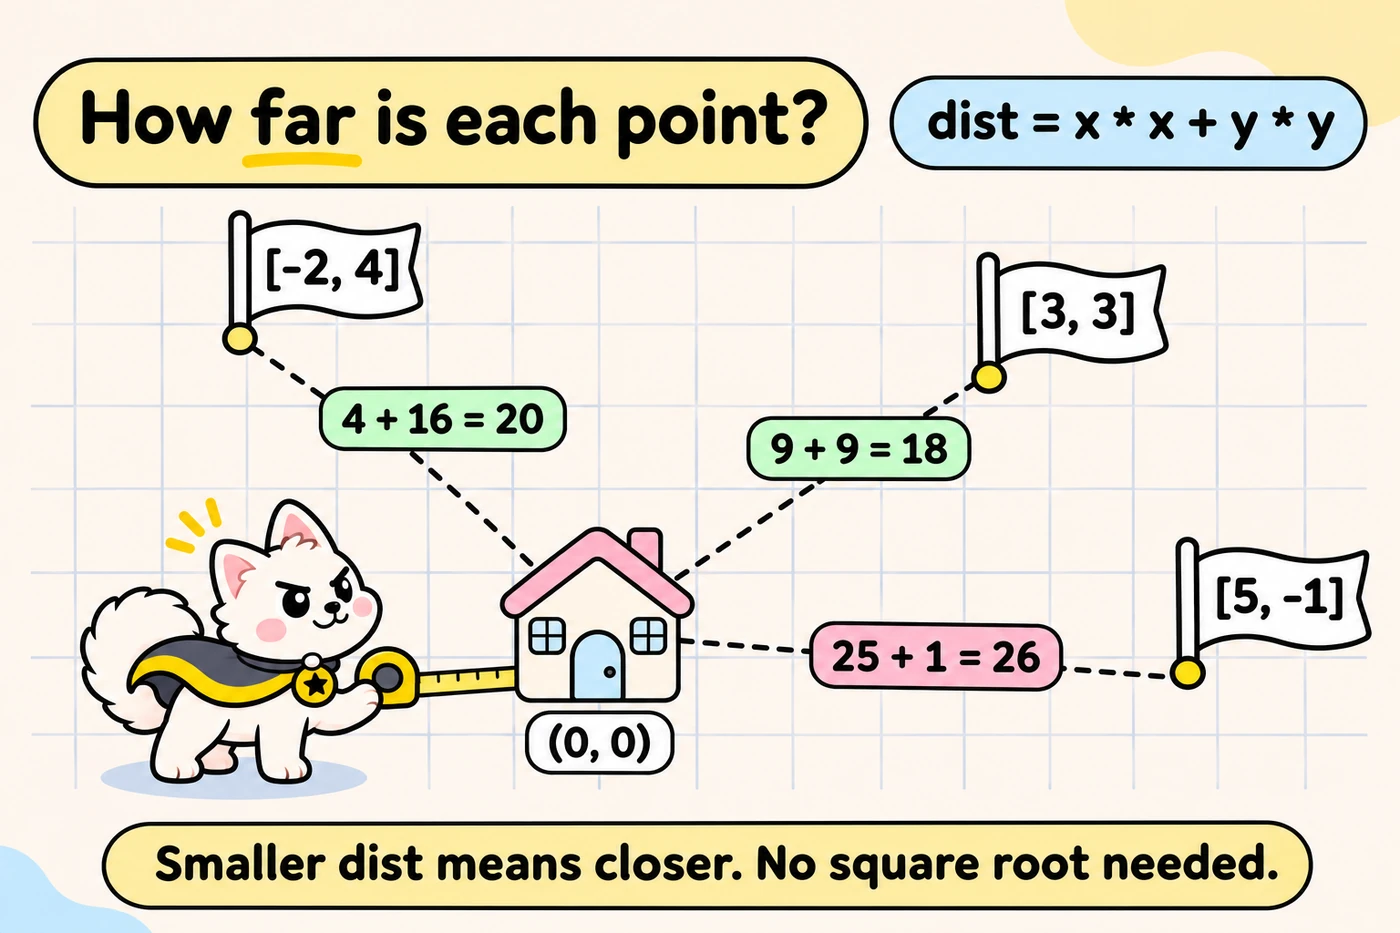 How far is each point?
dist = x * x + y * y
[-2, 4]
[3, 3]
4 + 16 = 20
9 + 9 = 18
[5, -1]
25 + 1 = 26
(0, 0)
Smaller dist means closer. No square root needed.